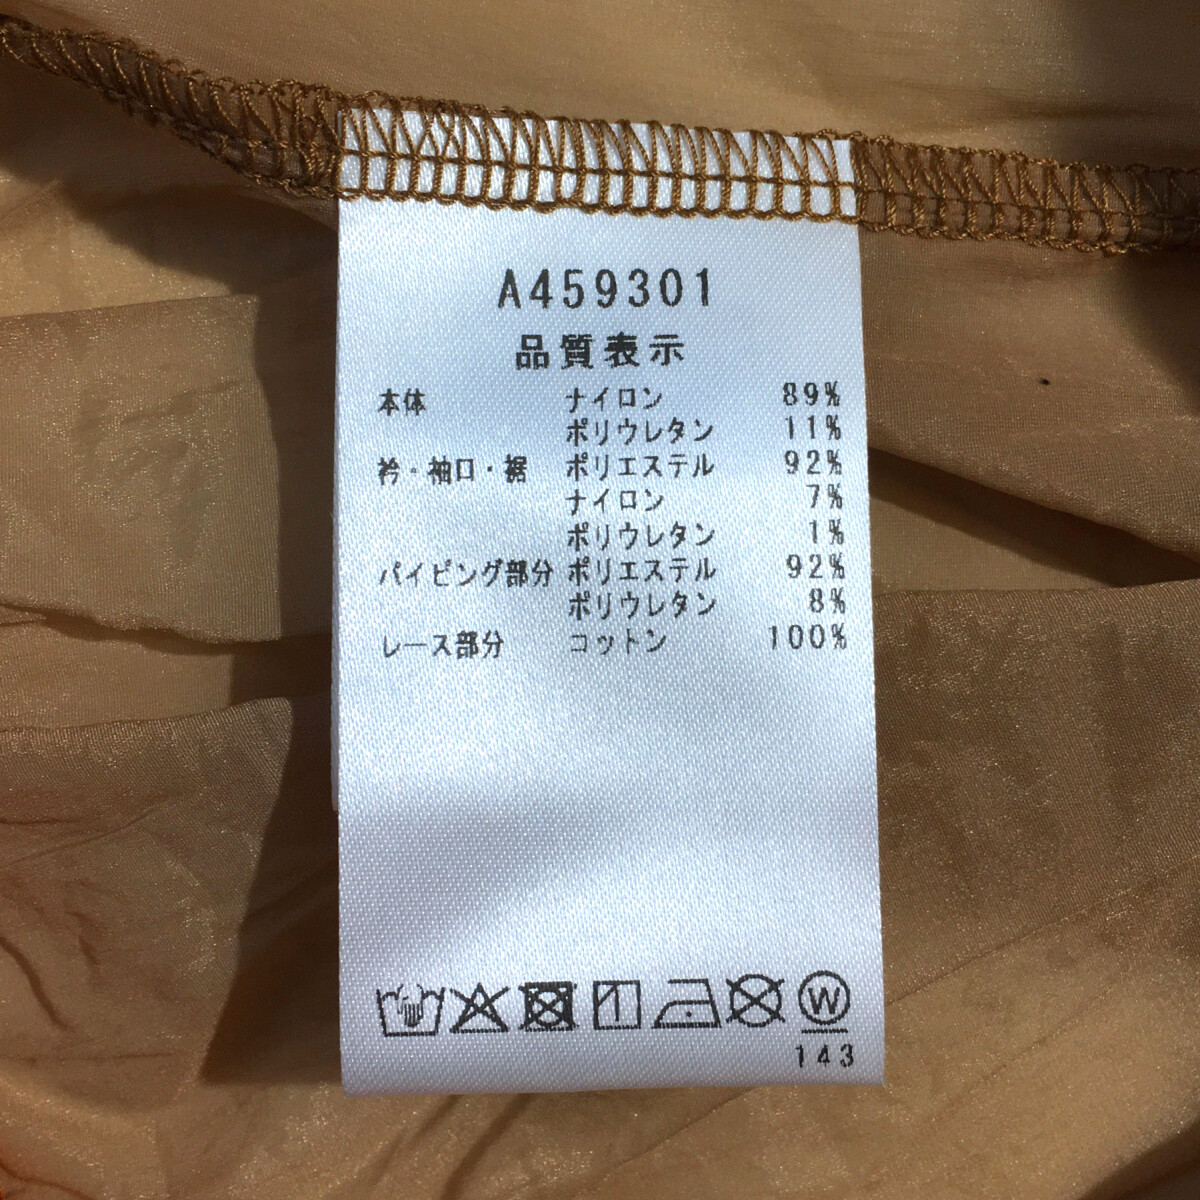 A459301
品質表示
本体 ナイロン 89%
ポリウレタン 11%
衿・袖口・裾 ポリエステル 92%
ナイロン 7%
ポリウレタン 1%
パイピング部分 ポリエステル 92%
ポリウレタン 8%
レース部分 コットン 100%
W
143